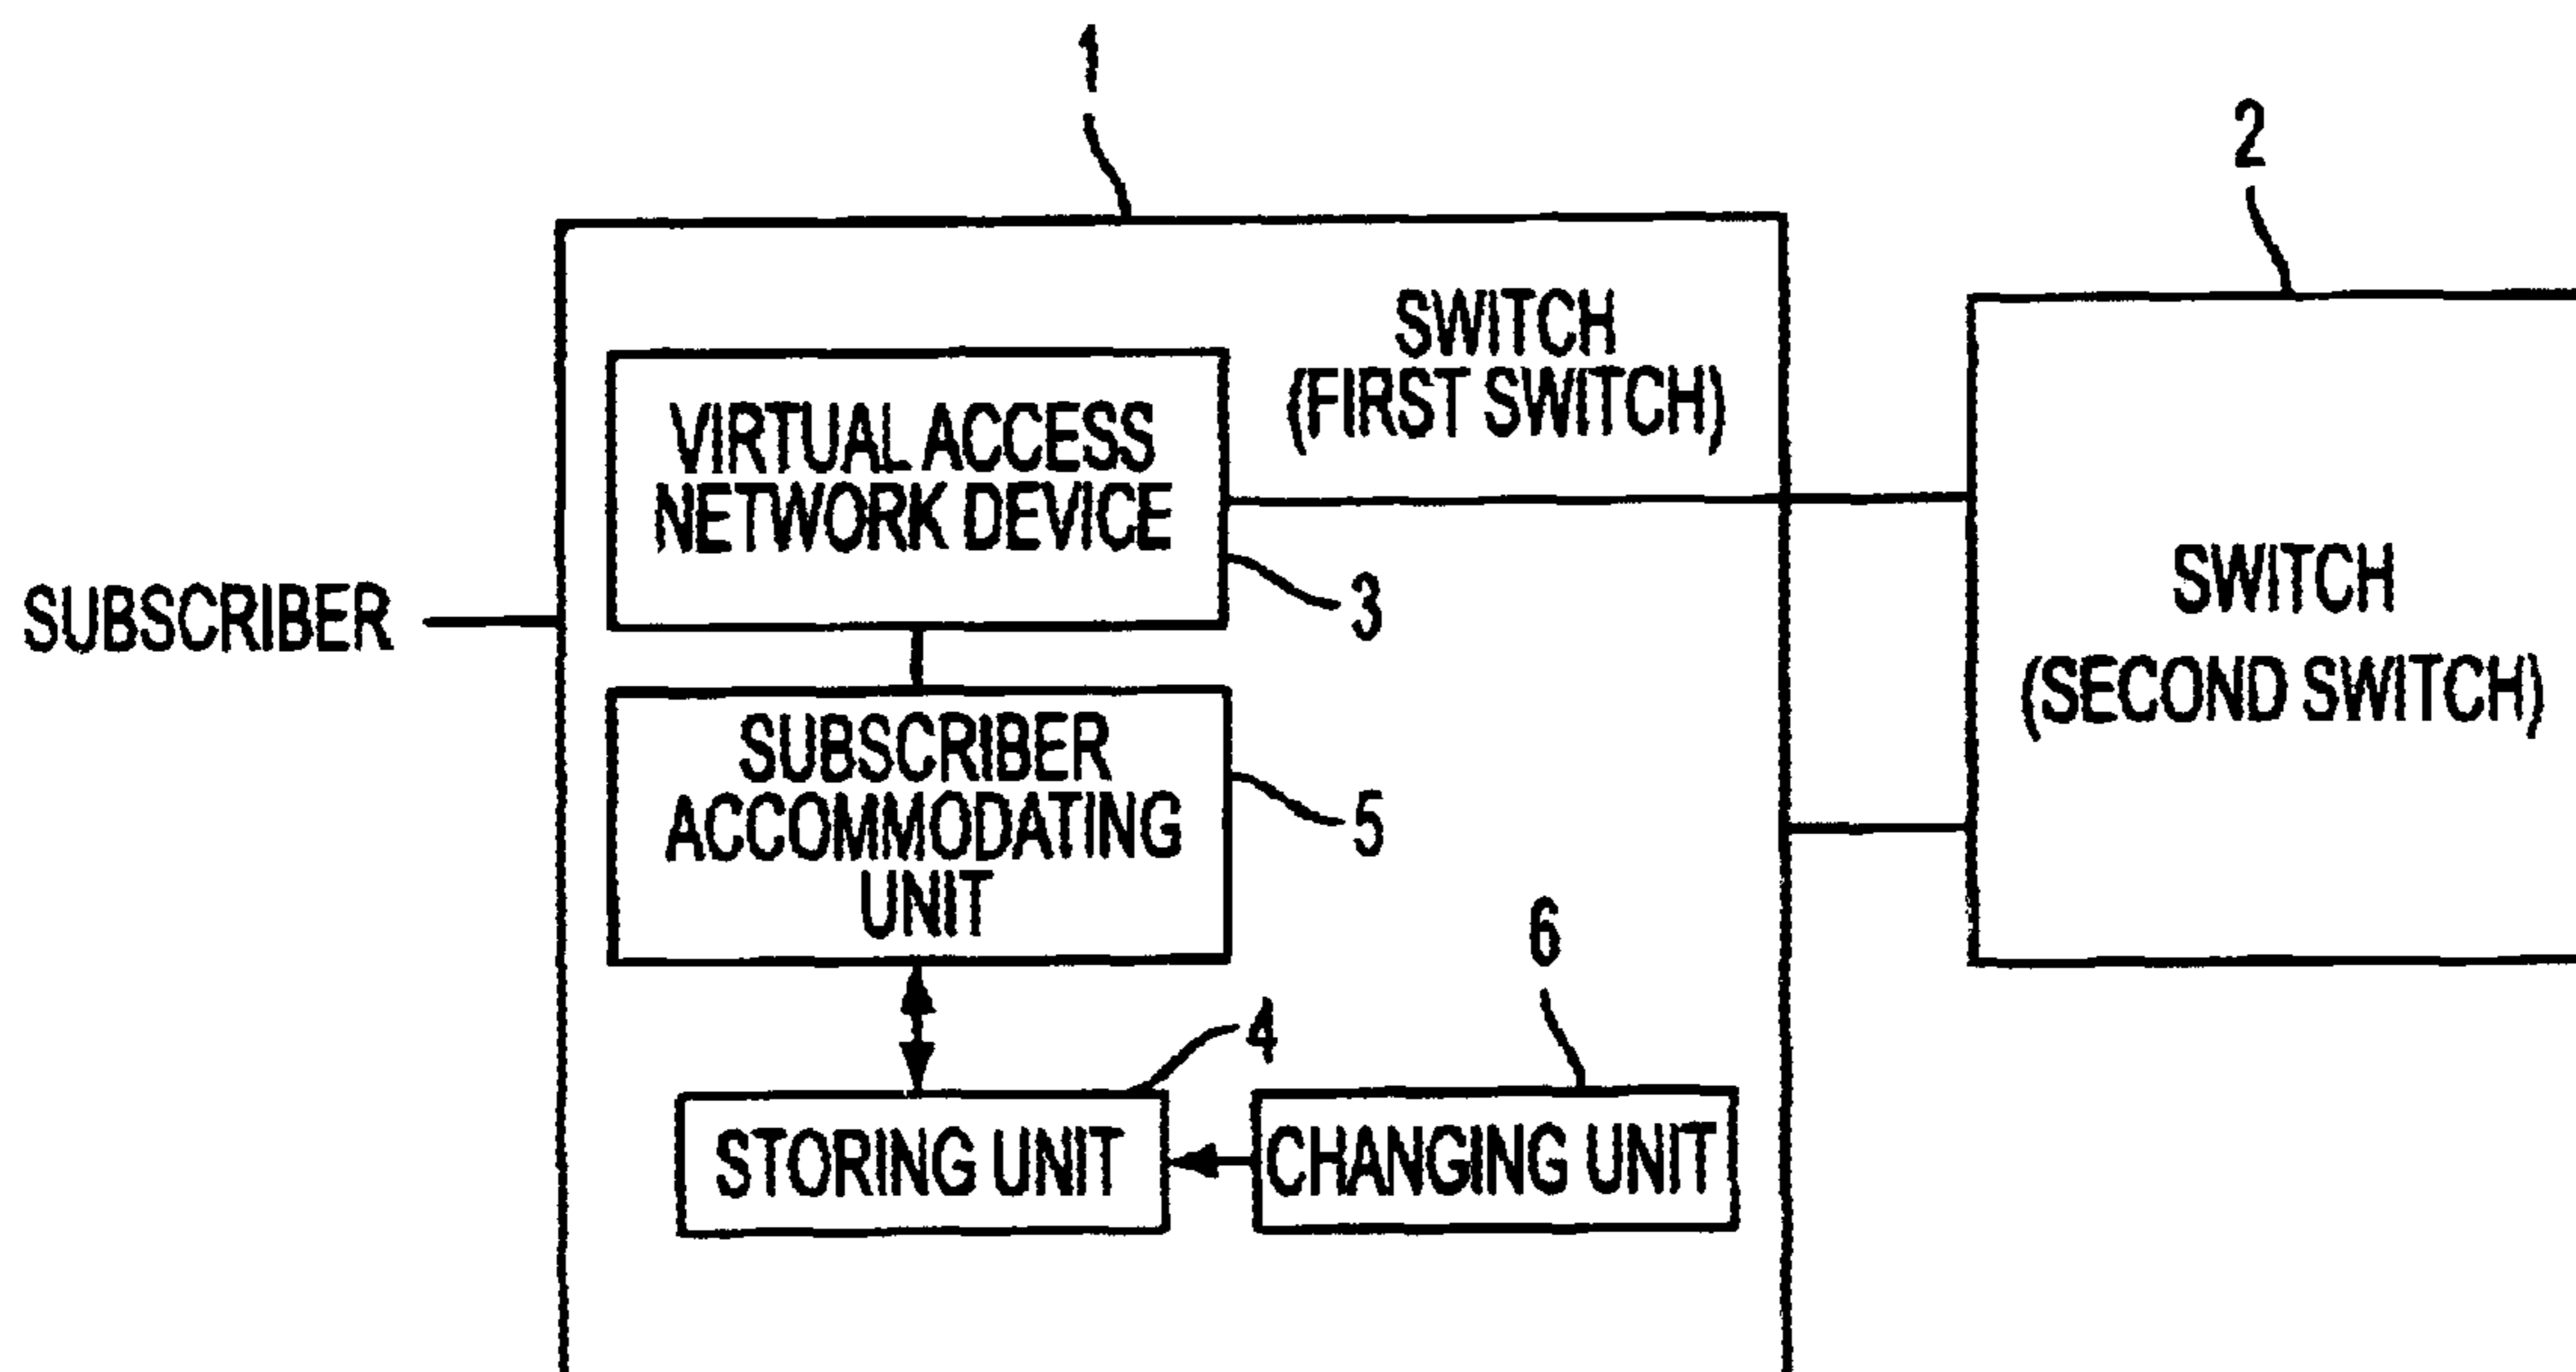 1
2
SWITCH
(FIRST SWITCH)
VIRTUAL ACCESS
NETWORK DEVICE
3
SUBSCRIBER
SWITCH
(SECOND SWITCH)
SUBSCRIBER
ACCOMMODATING
UNIT
5
6
4
STORING UNIT
CHANGING UNIT